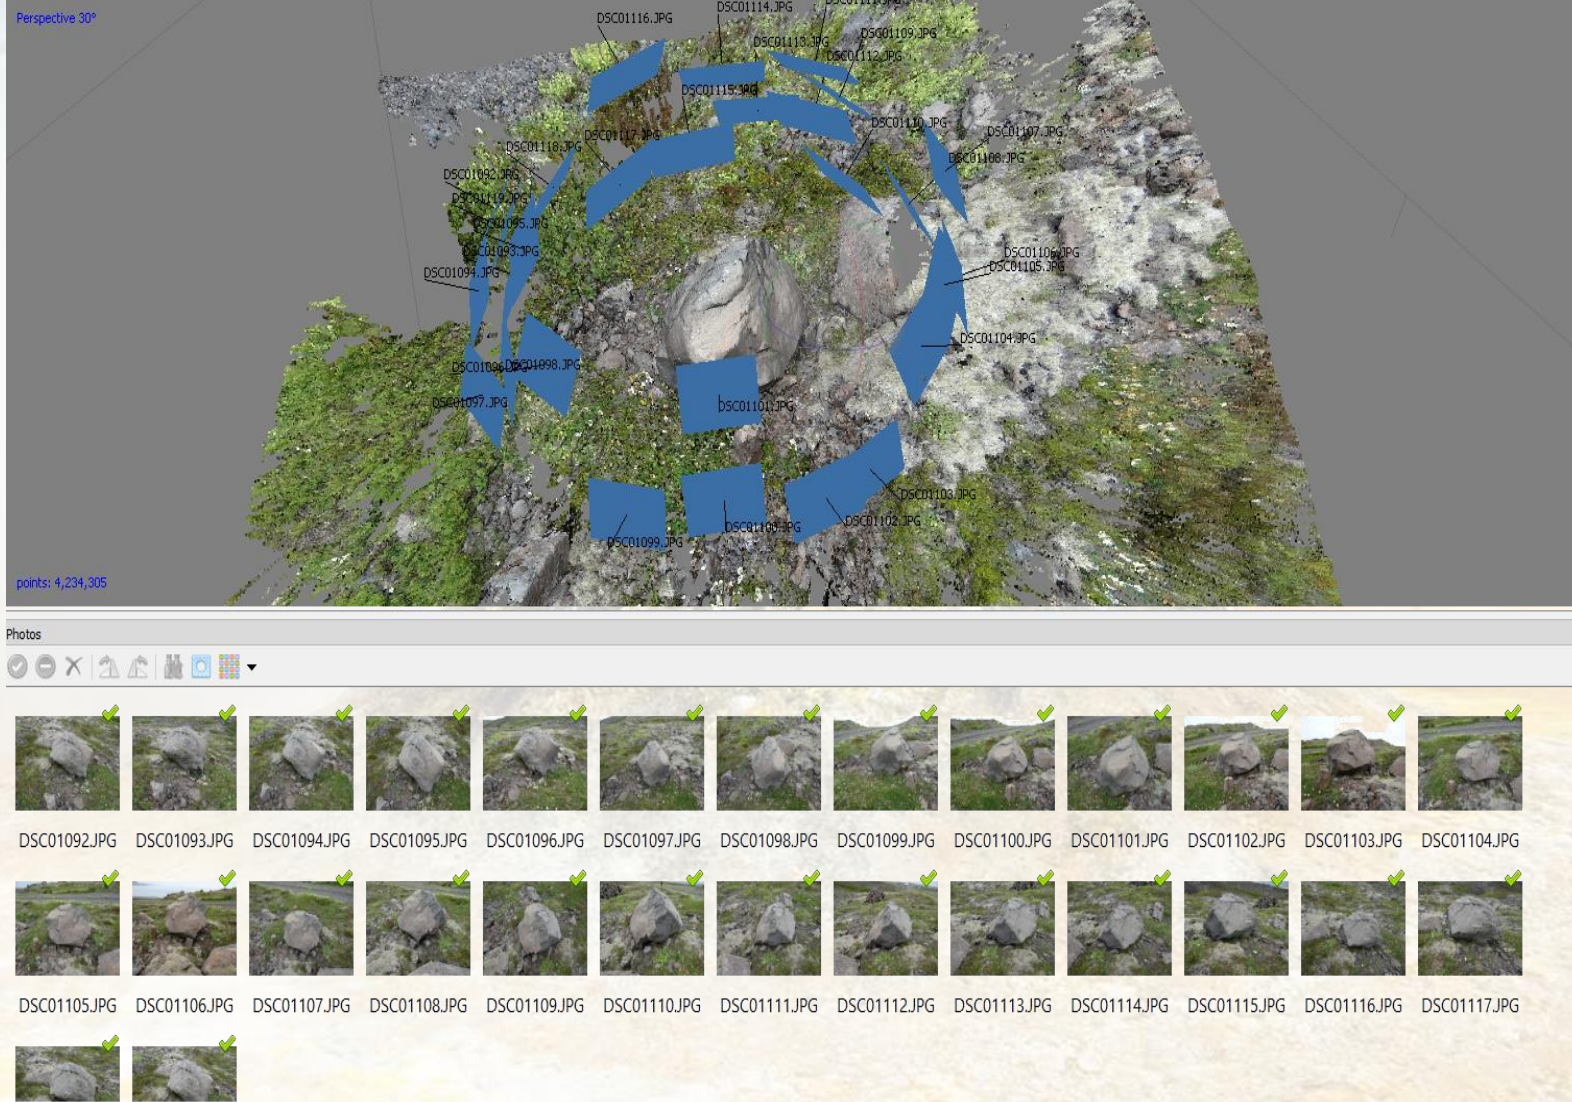 Perspective 30°
DSC01116.JPG
DSC01114.JPG
DSC01113.JPG
DSC01109.JPG
DSC01112.JPG
DSC01115.JPG
DSC01110.JPG
DSC01107.JPG
DSC01117.JPG
DSC01118.JPG
DSC01108.JPG
DSC01092.JPG
DSC01119.JPG
DSC01095.JPG
DSC01093.JPG
DSC01094.JPG
DSC01106.JPG
DSC01105.JPG
DSC01104.JPG
DSC01098.JPG
DSC01097.JPG
DSC01101.JPG
DSC01103.JPG
DSC01102.JPG
DSC01100.JPG
DSC01099.JPG
points: 4,234,305
Photos
DSC01092.JPG DSC01093.JPG DSC01094.JPG DSC01095.JPG DSC01096.JPG DSC01097.JPG DSC01098.JPG DSC01099.JPG DSC01100.JPG DSC01101.JPG DSC01102.JPG DSC01103.JPG DSC01104.JPG
DSC01105.JPG DSC01106.JPG DSC01107.JPG DSC01108.JPG DSC01109.JPG DSC01110.JPG DSC01111.JPG DSC01112.JPG DSC01113.JPG DSC01114.JPG DSC01115.JPG DSC01116.JPG DSC01117.JPG